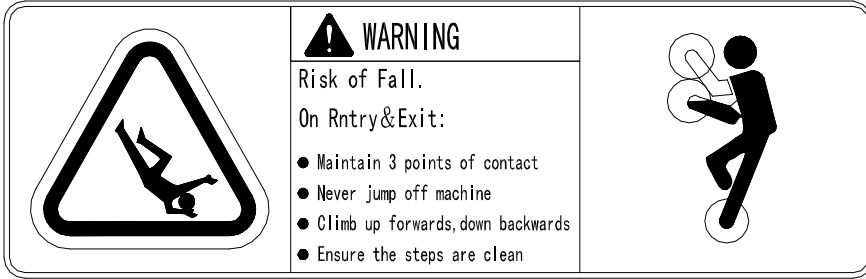 WARNING
Risk of Fall.
On Rntry&Exit:
● Maintain 3 points of contact
● Never jump off machine
● Climb up forwards,down backwards
● Ensure the steps are clean